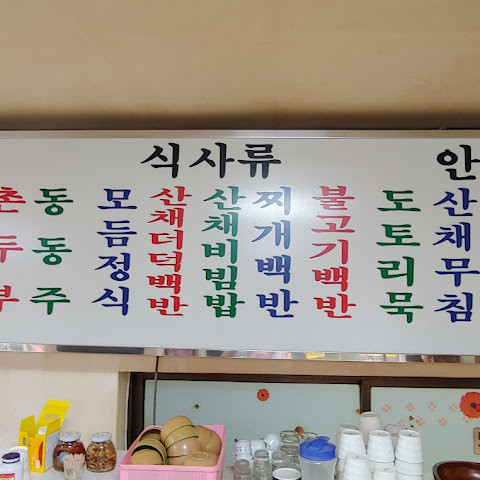 식사류
안
촌두부
동동주
모듬정식
산채더덕백반
산채비빔밥
찌개백반
불고기백반
도토리묵
산채무침